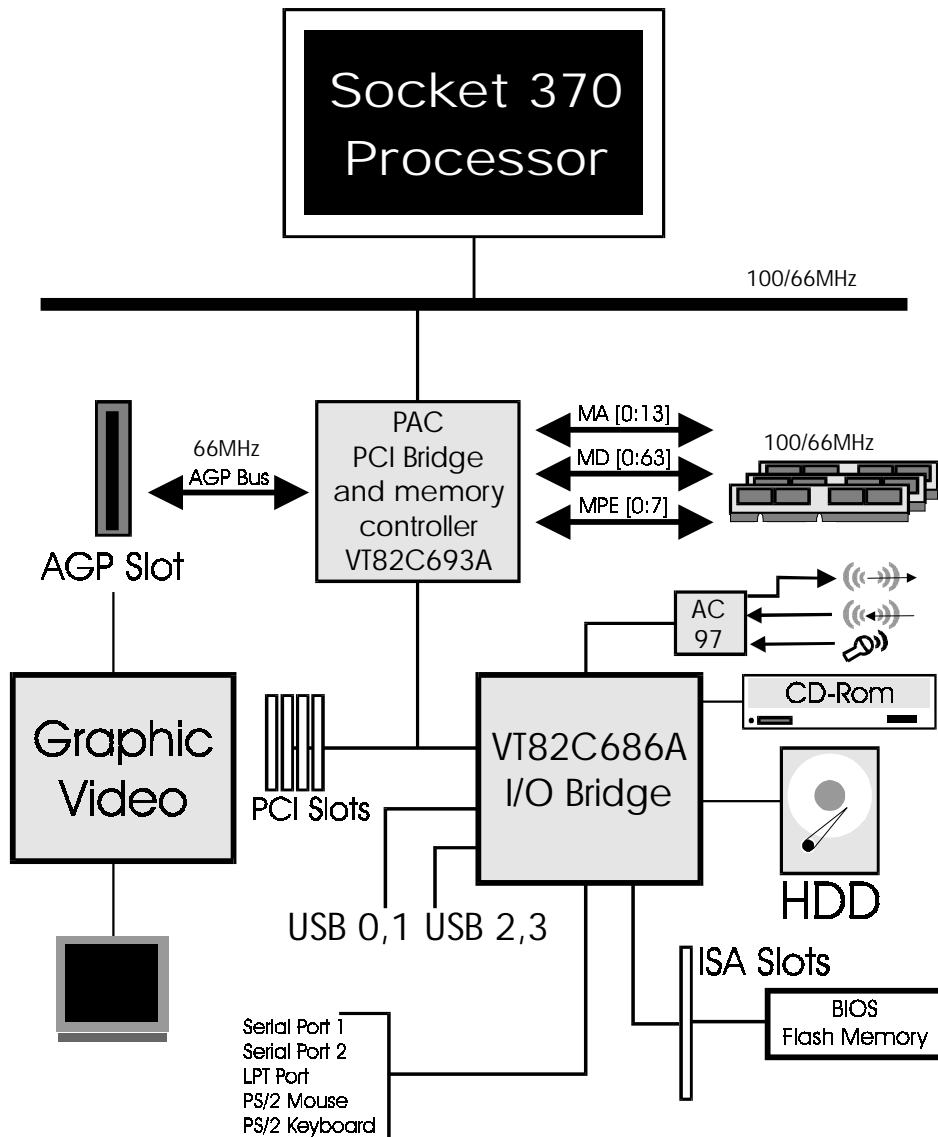 Socket 370
Processor
100/66MHz
PAC
PCI Bridge
and memory
controller
VT82C693A
MA [0:13]
MD [0:63]
MPE [0:7]
100/66MHz
66MHz
AGP Bus
AGP Slot
AC
97
CD-Rom
Graphic
Video
PCI Slots
VT82C686A
I/O Bridge
HDD
USB 0,1
USB 2,3
ISA Slots
BIOS
Flash Memory
Serial Port 1
Serial Port 2
LPT Port
PS/2 Mouse
PS/2 Keyboard